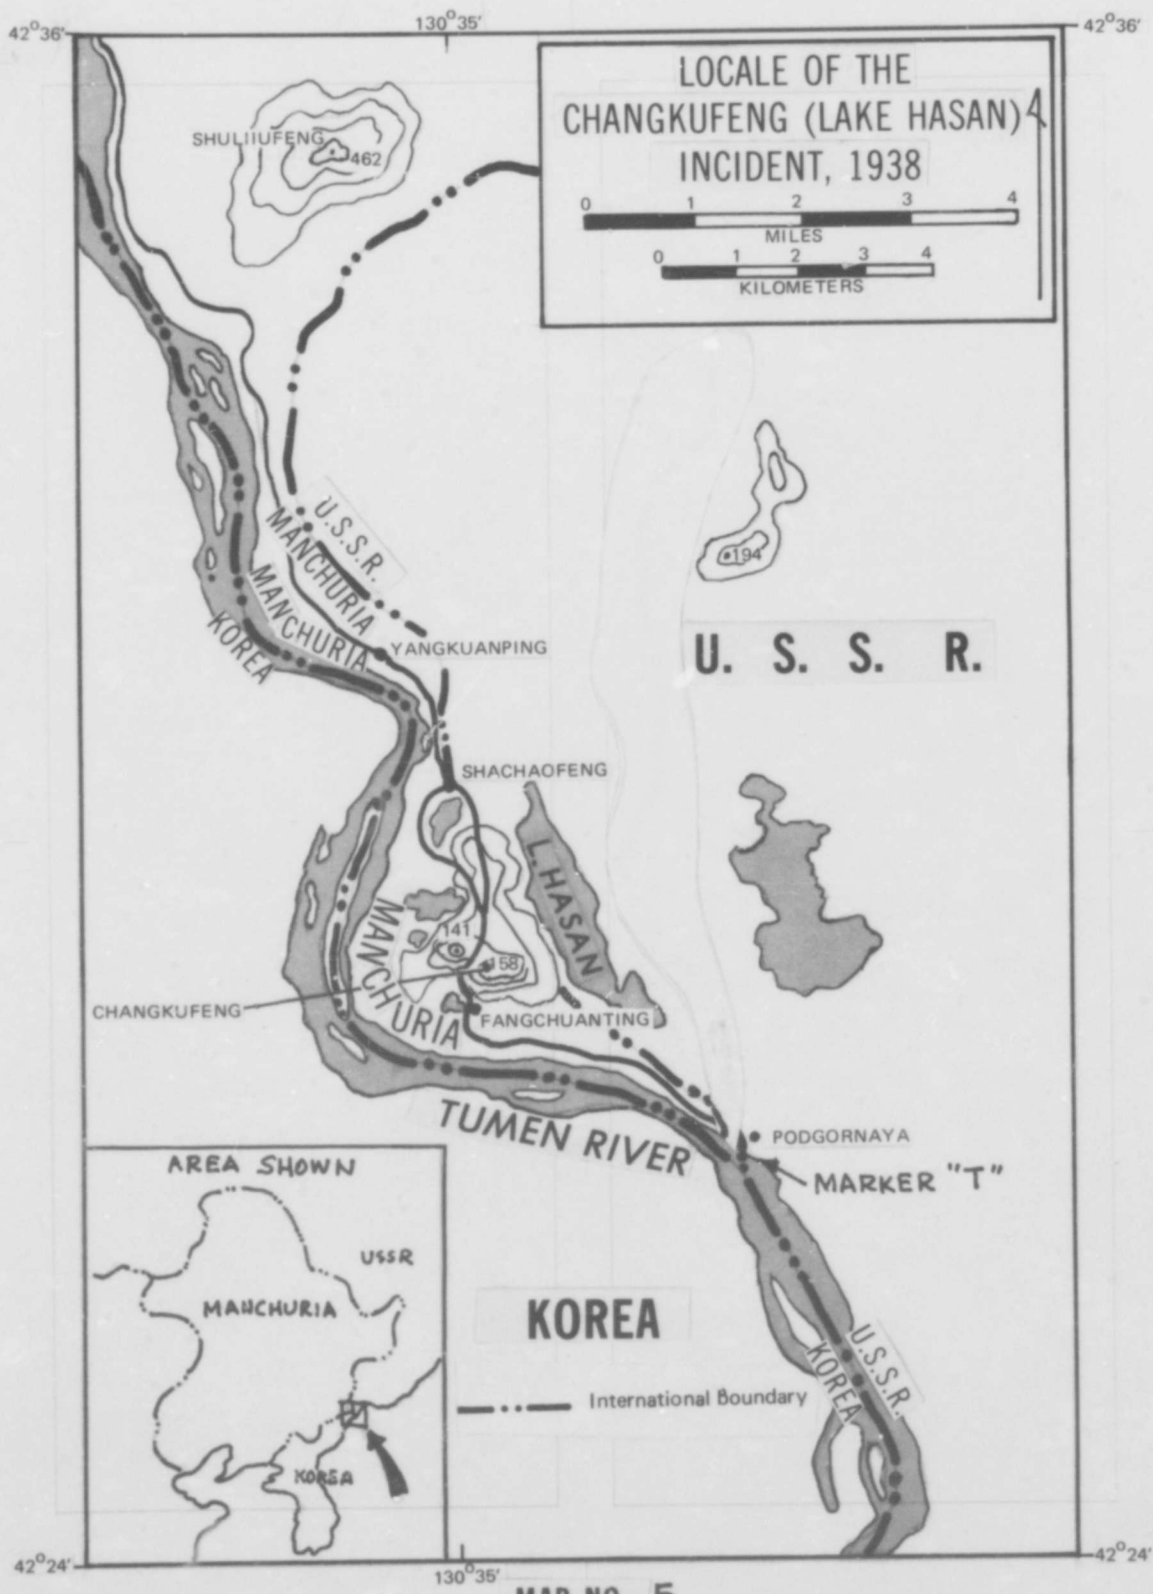 42°36'
130°35'
42°36'
LOCALE OF THE
CHANGKUFENG (LAKE HASAN)
INCIDENT, 1938
0 1 2 3 4
MILES
0 1 2 3 4
KILOMETERS
SHULIIUFENG
462
U.S.S.R.
MANCHURIA
MANCHURIA
KOREA
194
U. S. S. R.
YANGKUANPING
SHACHAOFENG
L. HASAN
MANCHURIA
141
158
CHANGKUFENG
FANGCHUANTING
TUMEN RIVER
PODGORNAYA
MARKER "T"
AREA SHOWN
USSR
MANCHURIA
KOREA
KOREA
International Boundary
U.S.S.R.
KOREA
42°24'
130°35'
42°24'
MAP NO. 5